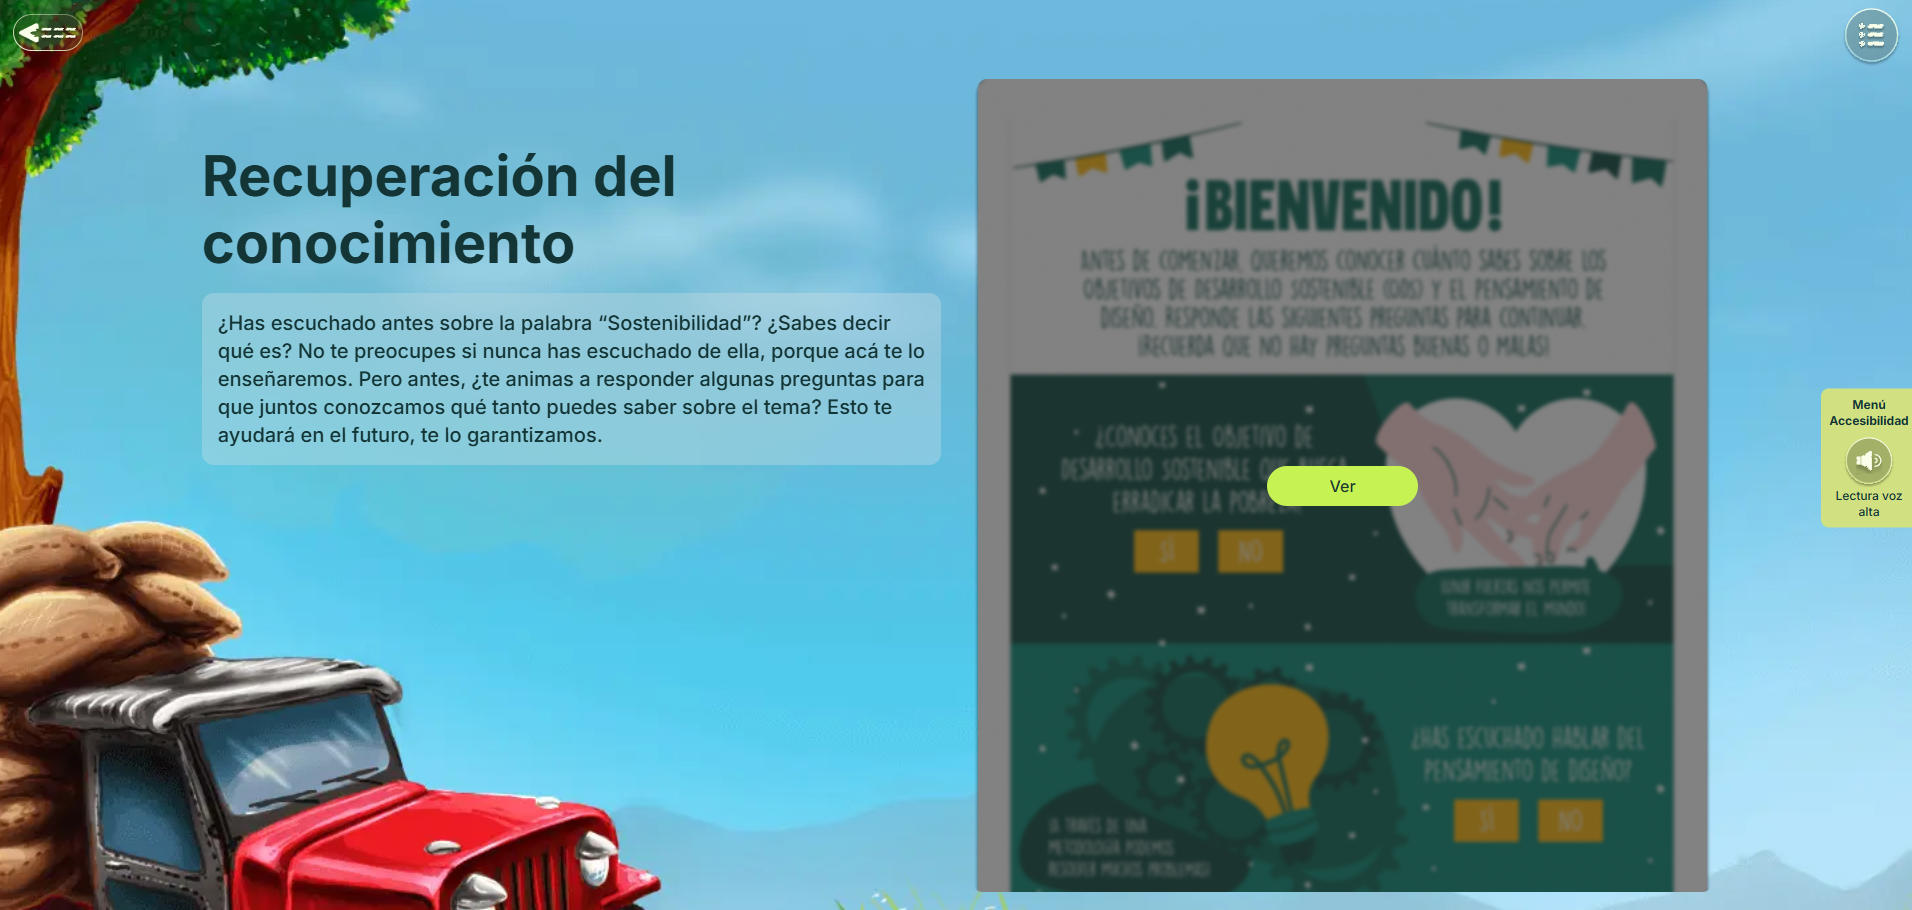 Recuperación del
conocimiento
¿Has escuchado antes sobre la palabra “Sostenibilidad”? ¿Sabes decir
qué es? No te preocupes si nunca has escuchado de ella, porque acá te lo
enseñaremos. Pero antes, ¿te animas a responder algunas preguntas para
que juntos conozcamos qué tanto puedes saber sobre el tema? Esto te
ayudará en el futuro, te lo garantizamos.
¡BIENVENIDO!
ANTES DE COMENZAR, QUEREMOS CONOCER CUÁNTO SABES SOBRE LOS
OBJETIVOS DE DESARROLLO SOSTENIBLE (ODS) Y EL PENSAMIENTO DE
DISEÑO. RESPONDE LAS SIGUIENTES PREGUNTAS PARA CONTINUAR.
¡RECUERDA QUE NO HAY PREGUNTAS BUENAS O MALAS!
¿CONOCES EL OBJETIVO DE
DESARROLLO SOSTENIBLE QUE BUSCA
ERRADICAR LA POBREZA?
SÍ NO
¡UNIR FUERZAS NOS PERMITE
TRANSFORMAR EL MUNDO!
Ver
¿HAS ESCUCHADO HABLAR DEL
PENSAMIENTO DE DISEÑO?
SÍ NO
¡A TRAVÉS DE UNA
METODOLOGÍA PODEMOS
RESOLVER MUCHOS PROBLEMAS!
Menú
Accesibilidad
Lectura voz
alta